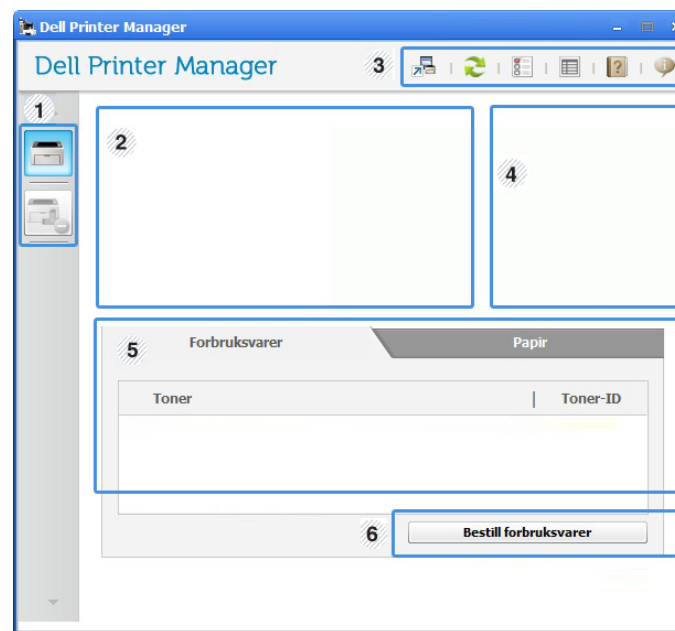 Dell Printer Manager
Dell Printer Manager
3
1
2
4
5
Forbruksvarer
Papir
Toner
Toner-ID
6
Bestill forbruksvarer